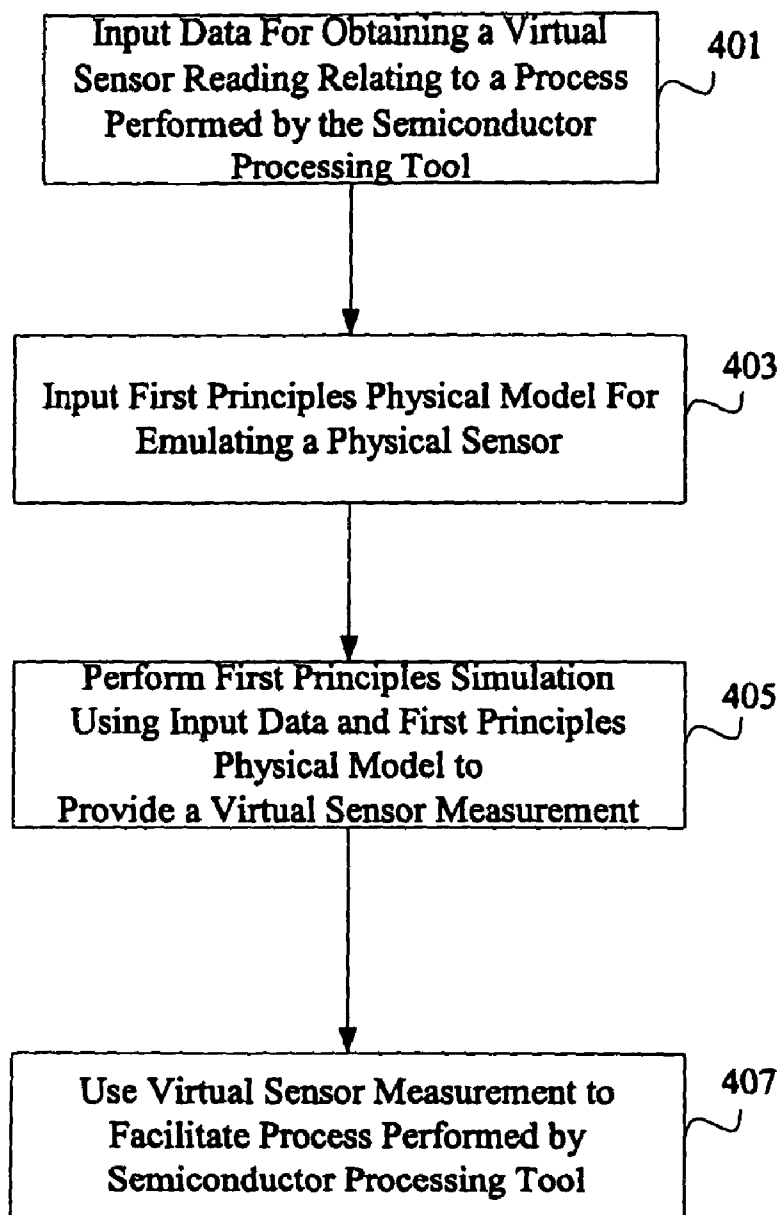 Input Data For Obtaining a Virtual
Sensor Reading Relating to a Process
Performed by the Semiconductor
Processing Tool
401
Input First Principles Physical Model For
Emulating a Physical Sensor
403
Perform First Principles Simulation
Using Input Data and First Principles
Physical Model to
Provide a Virtual Sensor Measurement
405
Use Virtual Sensor Measurement to
Facilitate Process Performed by
Semiconductor Processing Tool
407